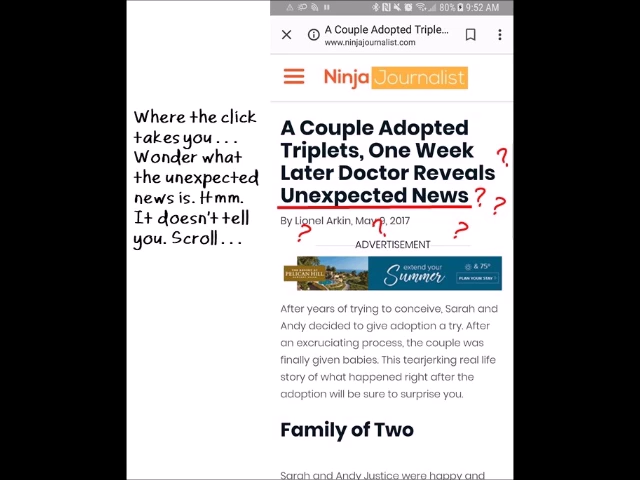 80% 9:52 AM
A Couple Adopted Triple...
www.ninjajournalist.com
Ninja Journalist
Where the click
takes you . . .
Wonder what
the unexpected
news is. Hmm.
It doesn't tell
you. Scroll . . .
A Couple Adopted
Triplets, One Week
Later Doctor Reveals ?
Unexpected News ? ?
By Lionel Arkin, May 9, 2017
? ? ?
ADVERTISEMENT
PELICAN HILL
extend your
Summer
& 75°
PLAN YOUR STAY >
After years of trying to conceive, Sarah and
Andy decided to give adoption a try. After
an excruciating process, the couple was
finally given babies. This tearjerking real life
story of what happened right after the
adoption will be sure to surprise you.
Family of Two
Sarah and Andy Justice were happy and